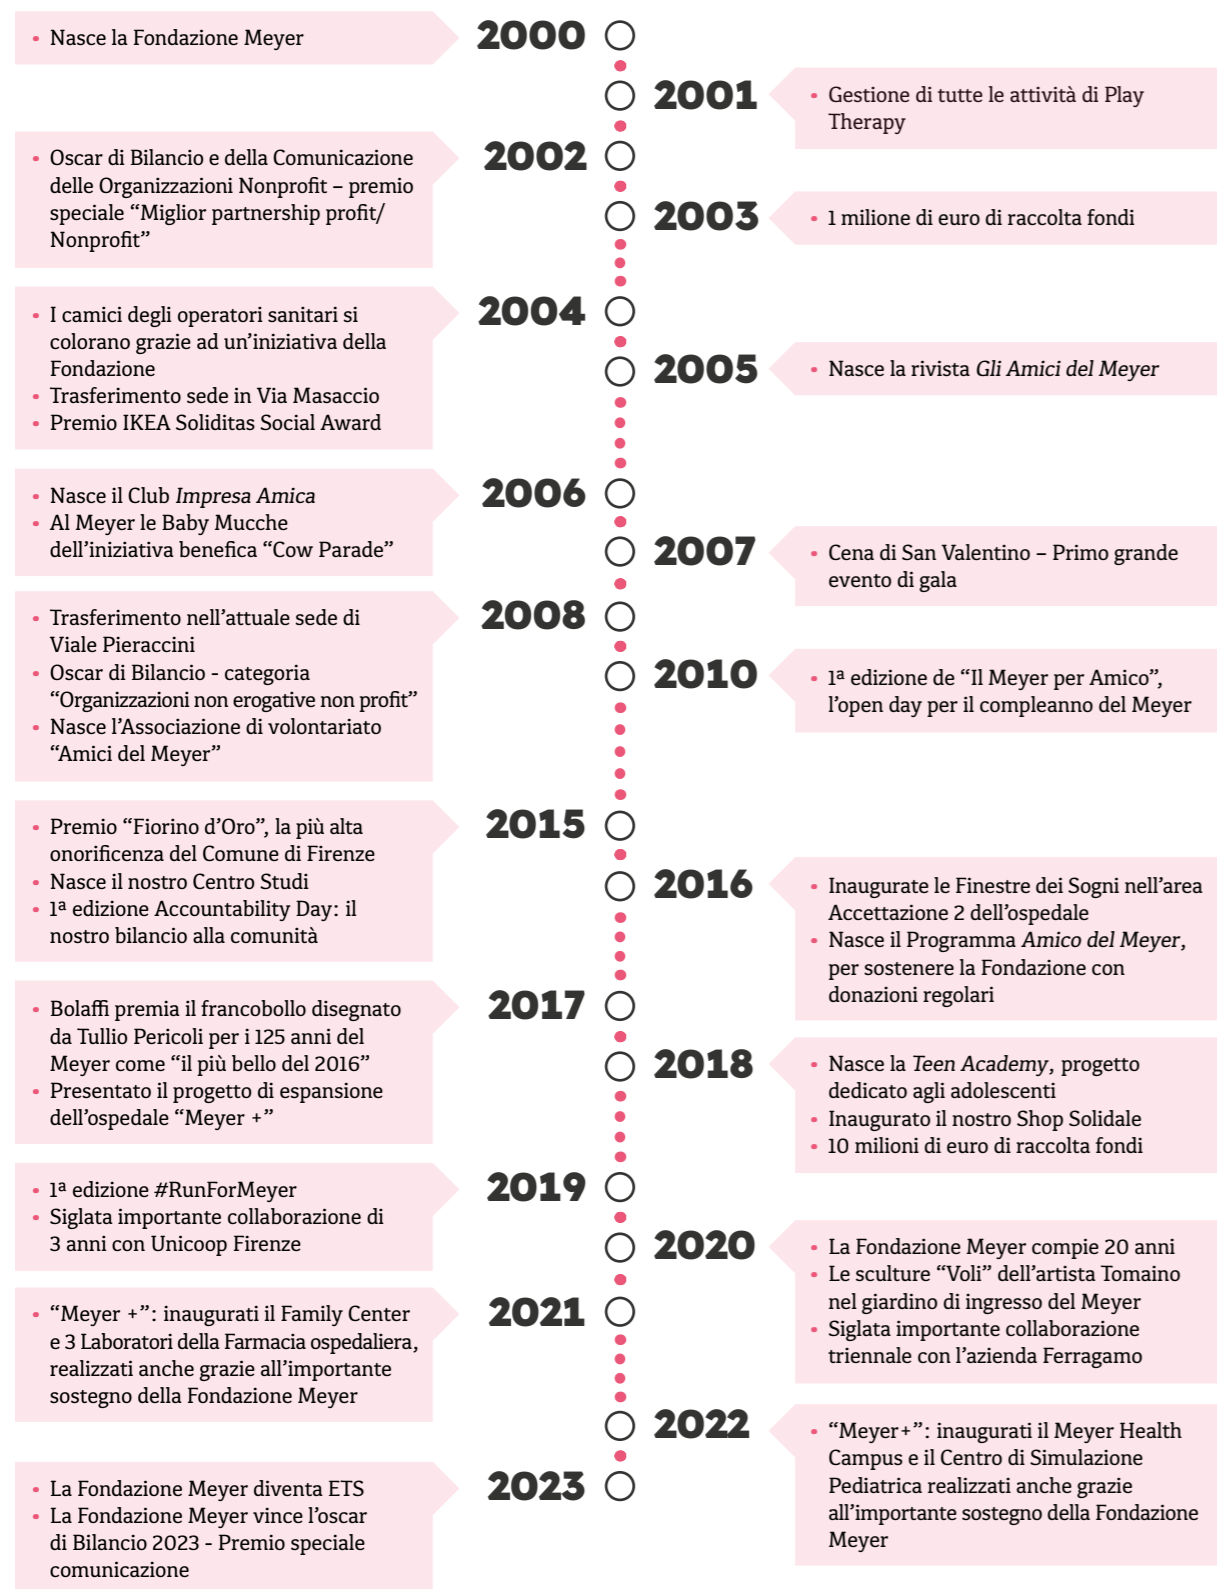 2000
• Nasce la Fondazione Meyer
2001
• Gestione di tutte le attività di Play
Therapy
2002
• Oscar di Bilancio e della Comunicazione
delle Organizzazioni Nonprofit – premio
speciale “Miglior partnership profit/
Nonprofit”
2003
• 1 milione di euro di raccolta fondi
2004
• I camici degli operatori sanitari si
colorano grazie ad un’iniziativa della
Fondazione
• Trasferimento sede in Via Masaccio
• Premio IKEA Soliditas Social Award
2005
• Nasce la rivista Gli Amici del Meyer
2006
• Nasce il Club Impresa Amica
• Al Meyer le Baby Mucche
dell’iniziativa benefica “Cow Parade”
2007
• Cena di San Valentino – Primo grande
evento di gala
2008
• Trasferimento nell’attuale sede di
Viale Pieraccini
• Oscar di Bilancio - categoria
“Organizzazioni non erogative non profit”
• Nasce l’Associazione di volontariato
“Amici del Meyer”
2010
• 1ª edizione de “Il Meyer per Amico”,
l’open day per il compleanno del Meyer
2015
• Premio “Fiorino d’Oro”, la più alta
onorificenza del Comune di Firenze
• Nasce il nostro Centro Studi
• 1ª edizione Accountability Day: il
nostro bilancio alla comunità
2016
• Inaugurate le Finestre dei Sogni nell’area
Accettazione 2 dell’ospedale
• Nasce il Programma Amico del Meyer,
per sostenere la Fondazione con
donazioni regolari
2017
• Bolaffi premia il francobollo disegnato
da Tullio Pericoli per i 125 anni del
Meyer come “il più bello del 2016”
• Presentato il progetto di espansione
dell’ospedale “Meyer +”
2018
• Nasce la Teen Academy, progetto
dedicato agli adolescenti
• Inaugurato il nostro Shop Solidale
• 10 milioni di euro di raccolta fondi
2019
• 1ª edizione #RunForMeyer
• Siglata importante collaborazione di
3 anni con Unicoop Firenze
2020
• La Fondazione Meyer compie 20 anni
• Le sculture “Voli” dell’artista Tomaino
nel giardino di ingresso del Meyer
• Siglata importante collaborazione
triennale con l’azienda Ferragamo
2021
• “Meyer +”: inaugurati il Family Center
e 3 Laboratori della Farmacia ospedaliera,
realizzati anche grazie all’importante
sostegno della Fondazione Meyer
2022
• “Meyer+”: inaugurati il Meyer Health
Campus e il Centro di Simulazione
Pediatrica realizzati anche grazie
all’importante sostegno della Fondazione
Meyer
2023
• La Fondazione Meyer diventa ETS
• La Fondazione Meyer vince l’oscar
di Bilancio 2023 - Premio speciale
comunicazione